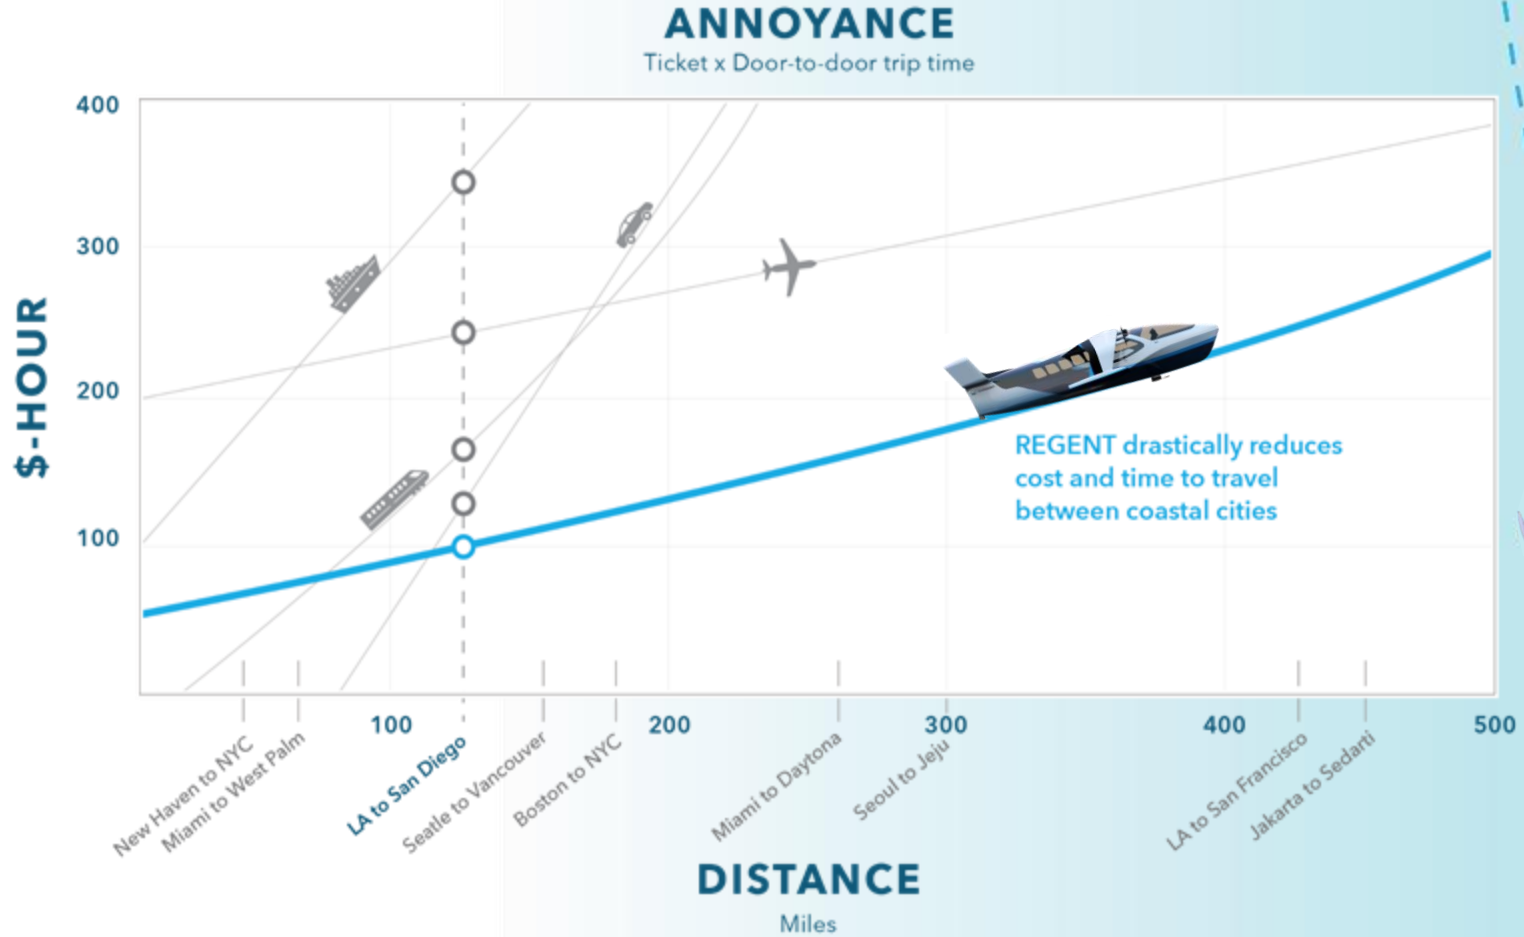 ANNOYANCE
Ticket x Door-to-door trip time
400
300
200
100
$-HOUR
REGENT drastically reduces
cost and time to travel
between coastal cities
100
200
300
400
500
New Haven to NYC
Miami to West Palm
LA to San Diego
Seatle to Vancouver
Boston to NYC
Miami to Daytona
Seoul to Jeju
LA to San Francisco
Jakarta to Sedarti
DISTANCE
Miles